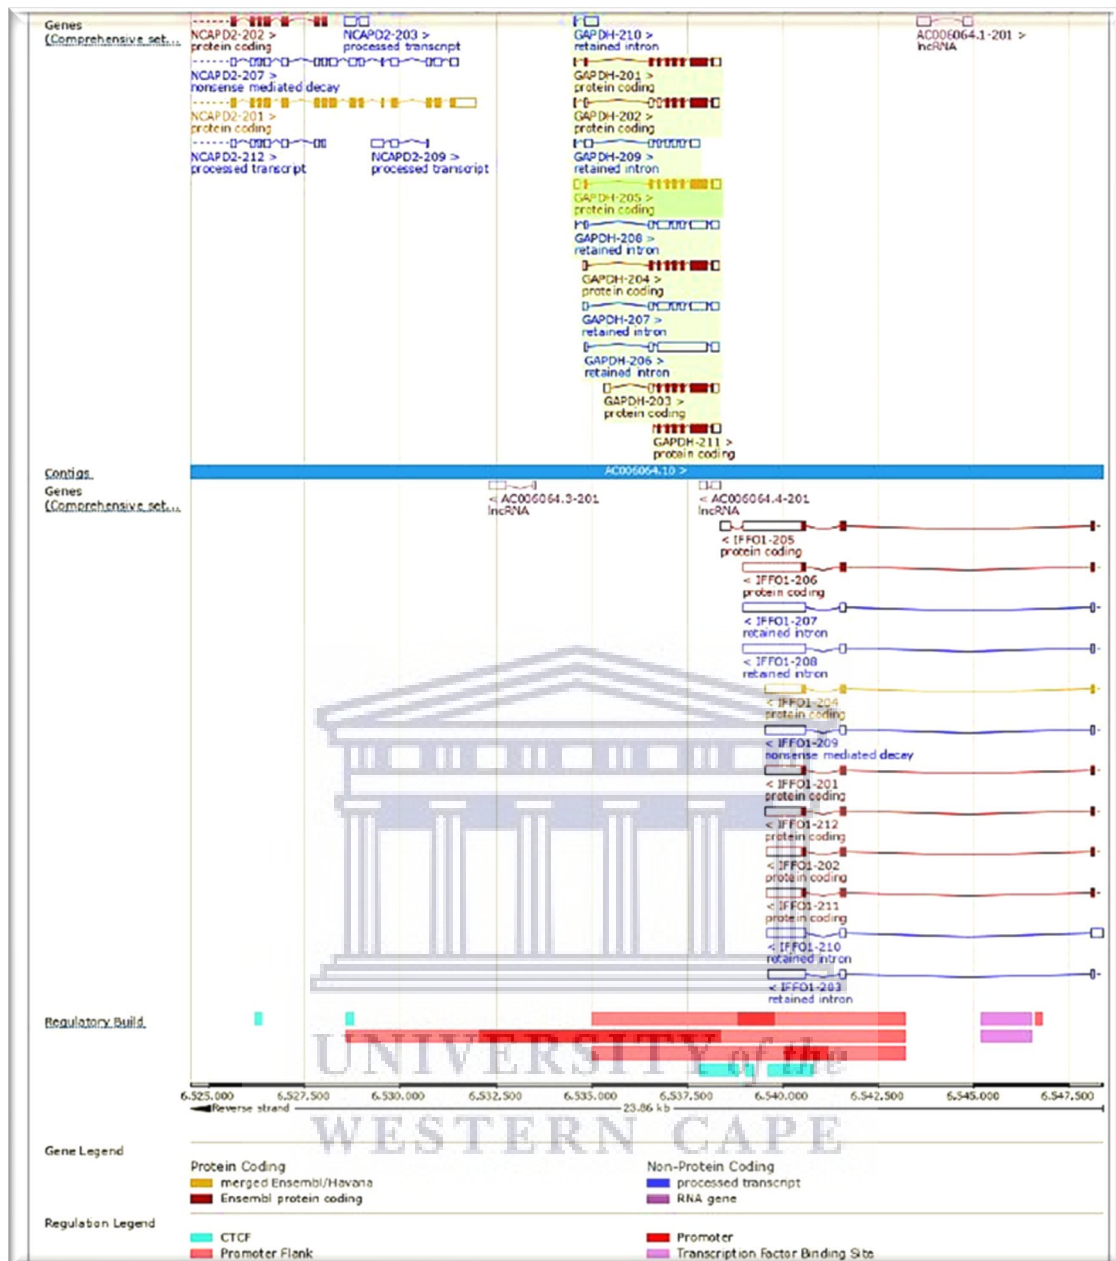 Genes
(Comprehensive set...
NCAPD2-202 >
protein coding
NCAPD2-203 >
processed transcript
GAPDH-210 >
retained intron
AC006064.1-201 >
lncRNA
NCAPD2-207 >
nonsense mediated decay
GAPDH-201 >
protein coding
NCAPD2-201 >
protein coding
GAPDH-202 >
protein coding
NCAPD2-212 >
processed transcript
NCAPD2-209 >
processed transcript
GAPDH-209 >
retained intron
GAPDH-205 >
protein coding
GAPDH-208 >
retained intron
GAPDH-204 >
protein coding
GAPDH-207 >
retained intron
GAPDH-206 >
retained intron
GAPDH-203 >
protein coding
GAPDH-211 >
protein coding
Contigs
AC006064.10 >
Genes
(Comprehensive set...
< AC006064.3-201
lncRNA
< AC006064.4-201
lncRNA
< IFFO1-205
protein coding
< IFFO1-206
protein coding
< IFFO1-207
retained intron
< IFFO1-208
retained intron
< IFFO1-204
protein coding
< IFFO1-209
nonsense mediated decay
< IFFO1-201
protein coding
< IFFO1-212
protein coding
< IFFO1-202
protein coding
< IFFO1-211
protein coding
< IFFO1-210
retained intron
< IFFO1-203
retained intron
Regulatory Build
UNIVERSITY of the
6,525,000 6,527,500 6,530,000 6,532,500 6,535,000 6,537,500 6,540,000 6,542,500 6,545,000 6,547,500
Reverse strand 23.86 kb
WESTERN CAPE
Gene Legend
Protein Coding
merged Ensembl/Havana
Ensembl protein coding
Non-Protein Coding
processed transcript
RNA gene
Regulation Legend
CTCF
Promoter Flank
Promoter
Transcription Factor Binding Site